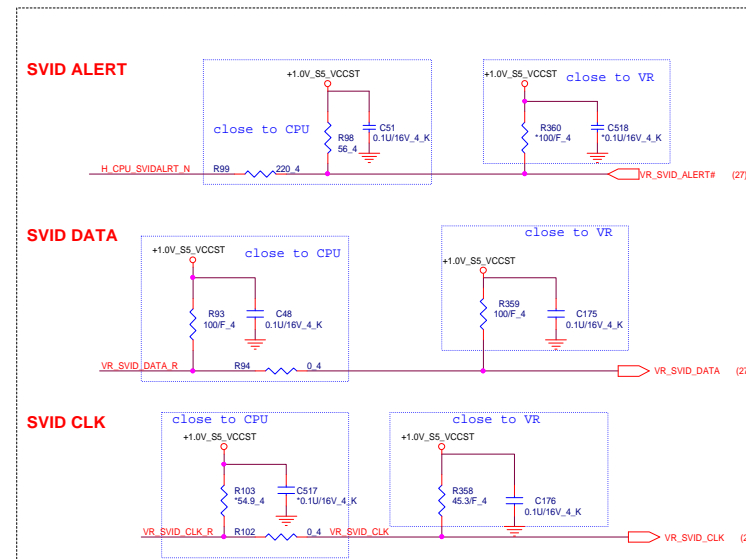 SVID ALERT
+1.0V_S5_VCCST
close to CPU
R98
56_4
C51
0.1U/16V_4_K
+1.0V_S5_VCCST
close to VR
R360
*100/F_4
C518
*0.1U/16V_4_K
H_CPU_SVIDALRT_N
R99
220_4
VR_SVID_ALERT#
(27)
SVID DATA
close to CPU
+1.0V_S5_VCCST
R93
100/F_4
C48
0.1U/16V_4_K
close to VR
+1.0V_S5_VCCST
R359
100/F_4
C175
0.1U/16V_4_K
VR_SVID_DATA_R
R94
0_4
VR_SVID_DATA
(27
SVID CLK
close to CPU
+1.0V_S5_VCCST
R103
*54.9_4
C517
*0.1U/16V_4_K
close to VR
+1.0V_S5_VCCST
R358
45.3/F_4
C176
0.1U/16V_4_K
VR_SVID_CLK_R
R102
0_4
VR_SVID_CLK
VR_SVID_CLK
(2